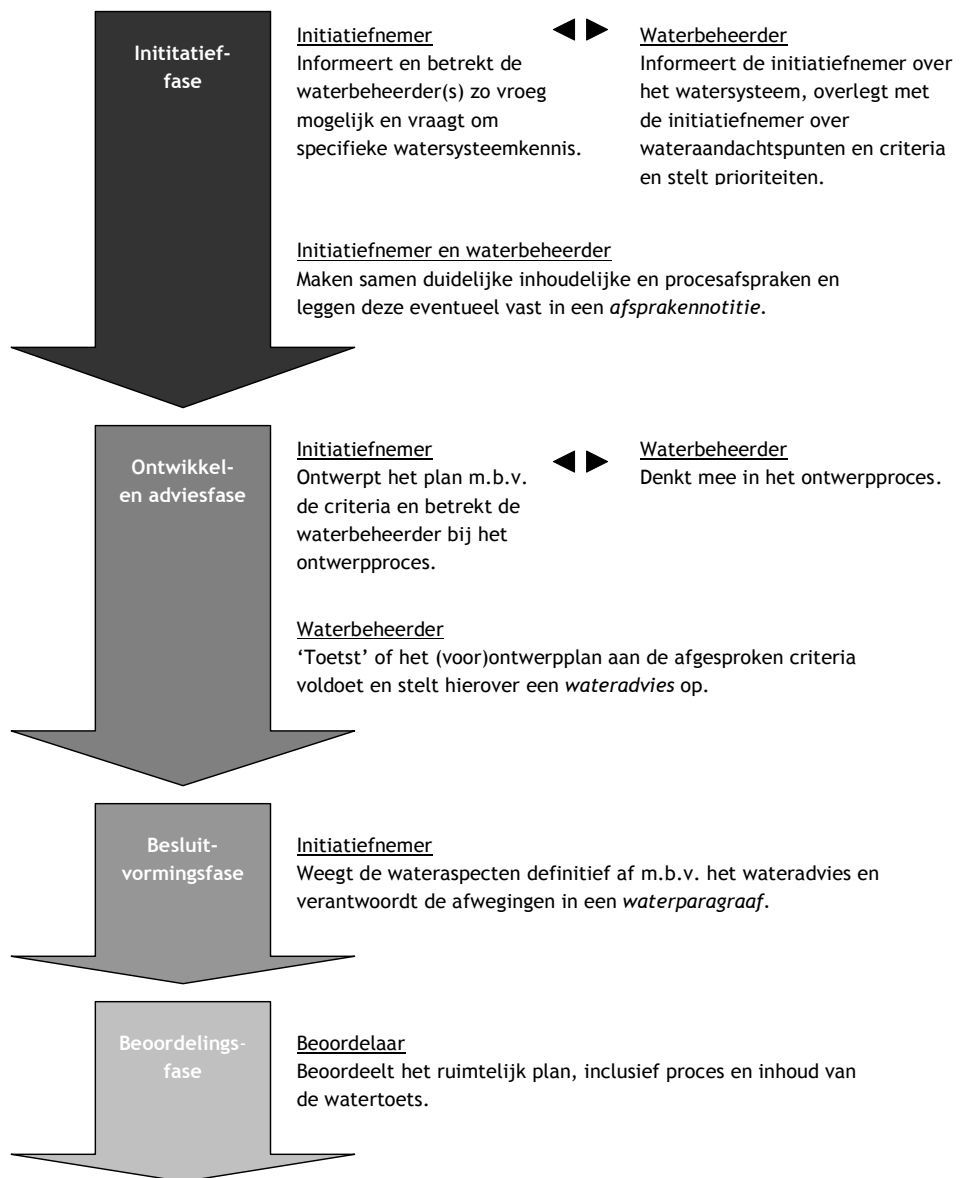 Inititatief-
fase
Initiatiefnemer
Informeert en betrekt de
waterbeheerder(s) zo vroeg
mogelijk en vraagt om
specifieke watersysteemkennis.
Waterbeheerder
Informeert de initiatiefnemer over
het watersysteem, overlegt met
de initiatiefnemer over
wateraandachtspunten en criteria
en stelt prioriteiten.
Initiatiefnemer en waterbeheerder
Maken samen duidelijke inhoudelijke en procesafspraken en
leggen deze eventueel vast in een afsprakennotitie.
Ontwikkel-
en adviesfase
Initiatiefnemer
Ontwerpt het plan m.b.v.
de criteria en betrekt de
waterbeheerder bij het
ontwerpproces.
Waterbeheerder
Denkt mee in het ontwerpproces.
Waterbeheerder
‘Toetst’ of het (voor)ontwerpplan aan de afgesproken criteria
voldoet en stelt hierover een wateradvies op.
Besluit-
vormingsfase
Initiatiefnemer
Weegt de wateraspecten definitief af m.b.v. het wateradvies en
verantwoordt de afwegingen in een waterparagraaf.
Beoordelings-
fase
Beoordelaar
Beoordeelt het ruimtelijk plan, inclusief proces en inhoud van
de watertoets.